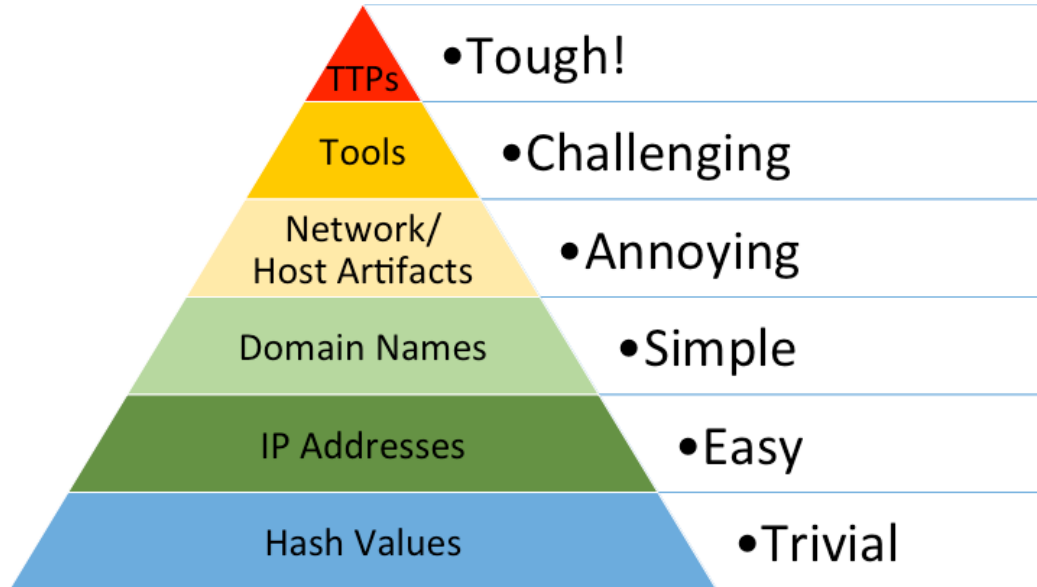 TTPs
•Tough!
Tools
•Challenging
Network/
Host Artifacts
•Annoying
Domain Names
•Simple
IP Addresses
•Easy
Hash Values
•Trivial